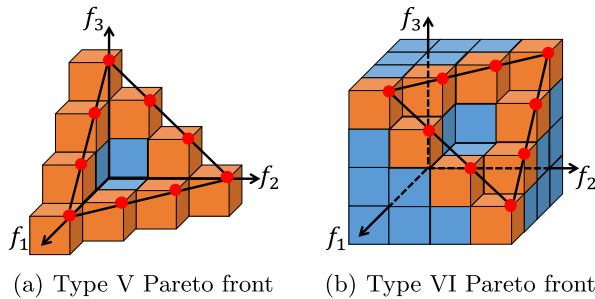 f3
f2
f1
(a) Type V Pareto front
f3
f2
f1
(b) Type VI Pareto front